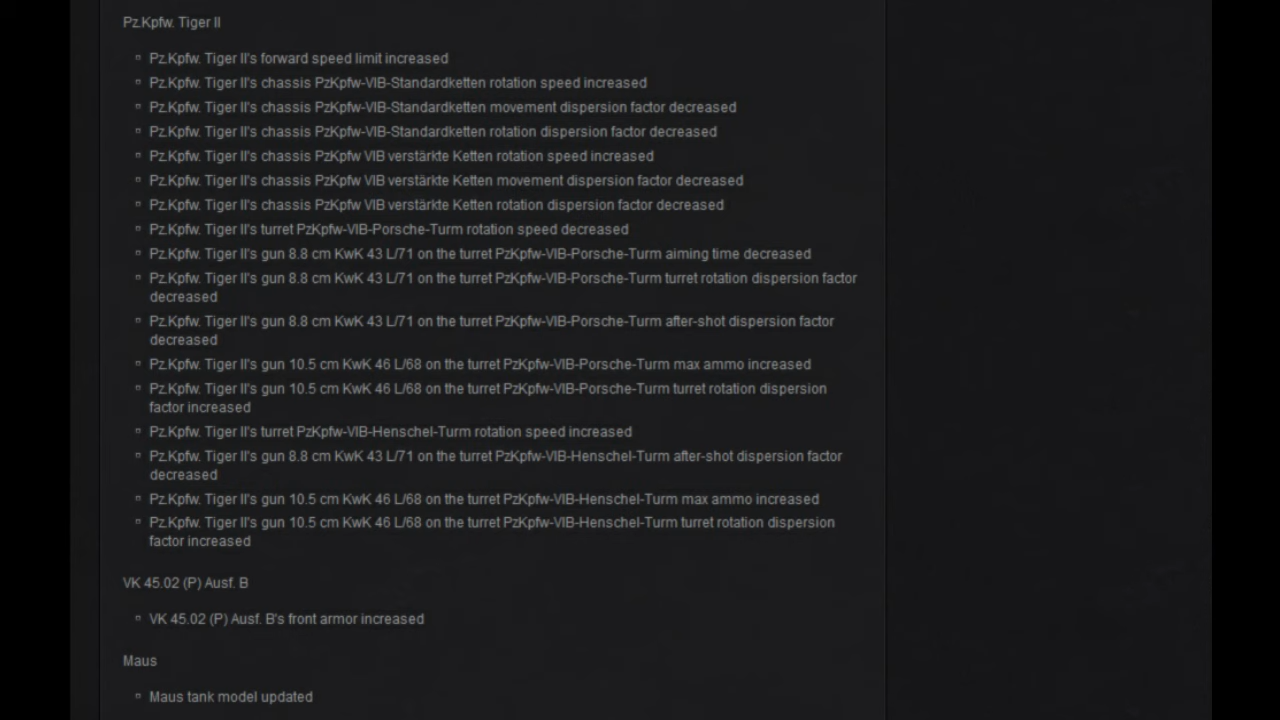 Pz.Kpfw. Tiger II
Pz.Kpfw. Tiger II's forward speed limit increased
Pz.Kpfw. Tiger II's chassis PzKpfw-VIB-Standardketten rotation speed increased
Pz.Kpfw. Tiger II's chassis PzKpfw-VIB-Standardketten movement dispersion factor decreased
Pz.Kpfw. Tiger II's chassis PzKpfw-VIB-Standardketten rotation dispersion factor decreased
Pz.Kpfw. Tiger II's chassis PzKpfw VIB verstärkte Ketten rotation speed increased
Pz.Kpfw. Tiger II's chassis PzKpfw VIB verstärkte Ketten movement dispersion factor decreased
Pz.Kpfw. Tiger II's chassis PzKpfw VIB verstärkte Ketten rotation dispersion factor decreased
Pz.Kpfw. Tiger II's turret PzKpfw-VIB-Porsche-Turm rotation speed decreased
Pz.Kpfw. Tiger II's gun 8.8 cm KwK 43 L/71 on the turret PzKpfw-VIB-Porsche-Turm aiming time decreased
Pz.Kpfw. Tiger II's gun 8.8 cm KwK 43 L/71 on the turret PzKpfw-VIB-Porsche-Turm turret rotation dispersion factor
decreased
Pz.Kpfw. Tiger II's gun 8.8 cm KwK 43 L/71 on the turret PzKpfw-VIB-Porsche-Turm after-shot dispersion factor
decreased
Pz.Kpfw. Tiger II's gun 10.5 cm KwK 46 L/68 on the turret PzKpfw-VIB-Porsche-Turm max ammo increased
Pz.Kpfw. Tiger II's gun 10.5 cm KwK 46 L/68 on the turret PzKpfw-VIB-Porsche-Turm turret rotation dispersion
factor increased
Pz.Kpfw. Tiger II's turret PzKpfw-VIB-Henschel-Turm rotation speed increased
Pz.Kpfw. Tiger II's gun 8.8 cm KwK 43 L/71 on the turret PzKpfw-VIB-Henschel-Turm after-shot dispersion factor
decreased
Pz.Kpfw. Tiger II's gun 10.5 cm KwK 46 L/68 on the turret PzKpfw-VIB-Henschel-Turm max ammo increased
Pz.Kpfw. Tiger II's gun 10.5 cm KwK 46 L/68 on the turret PzKpfw-VIB-Henschel-Turm turret rotation dispersion
factor increased
VK 45.02 (P) Ausf. B
VK 45.02 (P) Ausf. B's front armor increased
Maus
Maus tank model updated